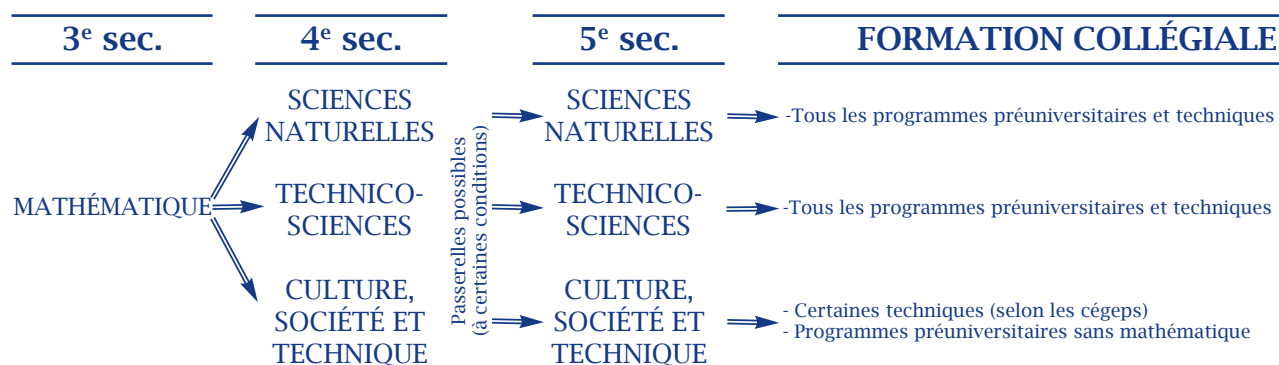 3e sec.
4e sec.
5e sec.
FORMATION COLLÉGIALE
MATHÉMATIQUE
SCIENCES
NATURELLES
TECHNICO-
SCIENCES
CULTURE,
SOCIÉTÉ ET
TECHNIQUE
Passerelles possibles
(à certaines conditions)
SCIENCES
NATURELLES
TECHNICO-
SCIENCES
CULTURE,
SOCIÉTÉ ET
TECHNIQUE
-Tous les programmes préuniversitaires et techniques
-Tous les programmes préuniversitaires et techniques
- Certaines techniques (selon les cégeps)
- Programmes préuniversitaires sans mathématique